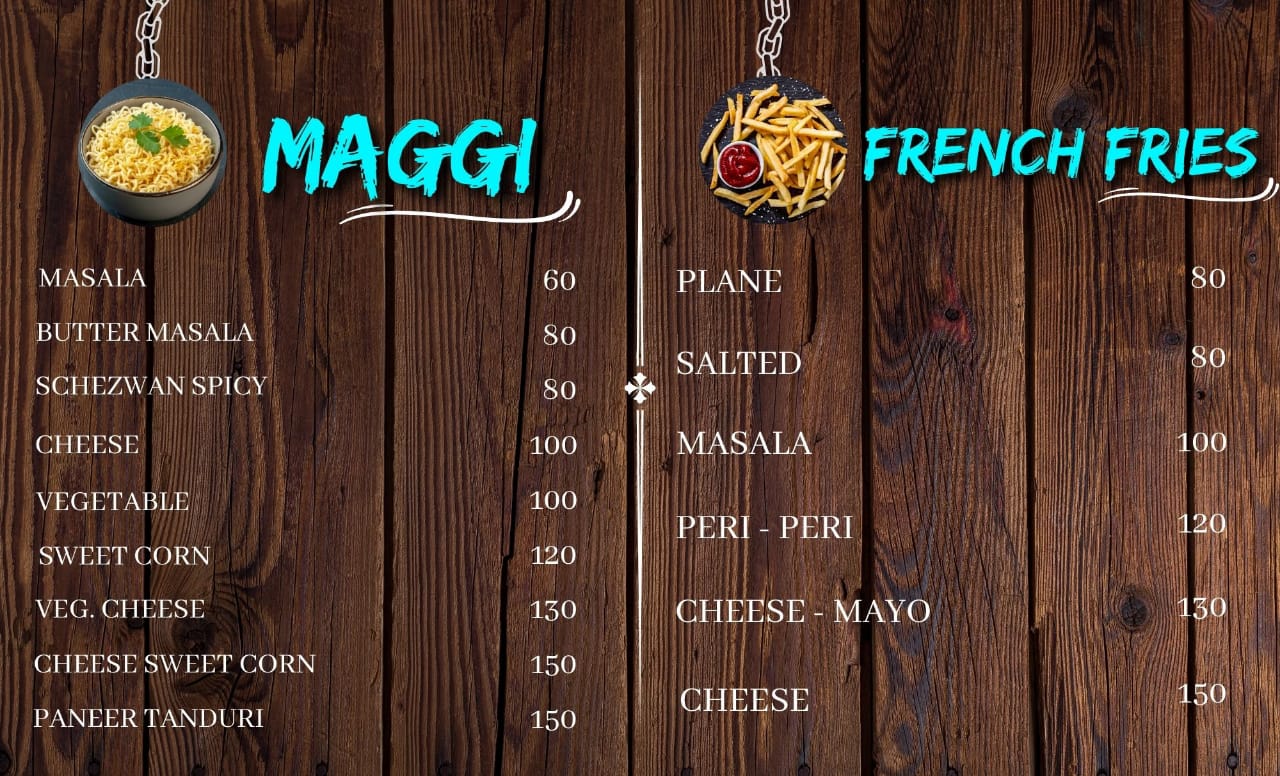 MAGGI
MASALA 60
BUTTER MASALA 80
SCHEZWAN SPICY 80
CHEESE 100
VEGETABLE 100
SWEET CORN 120
VEG. CHEESE 130
CHEESE SWEET CORN 150
PANEER TANDURI 150
FRENCH FRIES
PLANE 80
SALTED 80
MASALA 100
PERI - PERI 120
CHEESE - MAYO 130
CHEESE 150